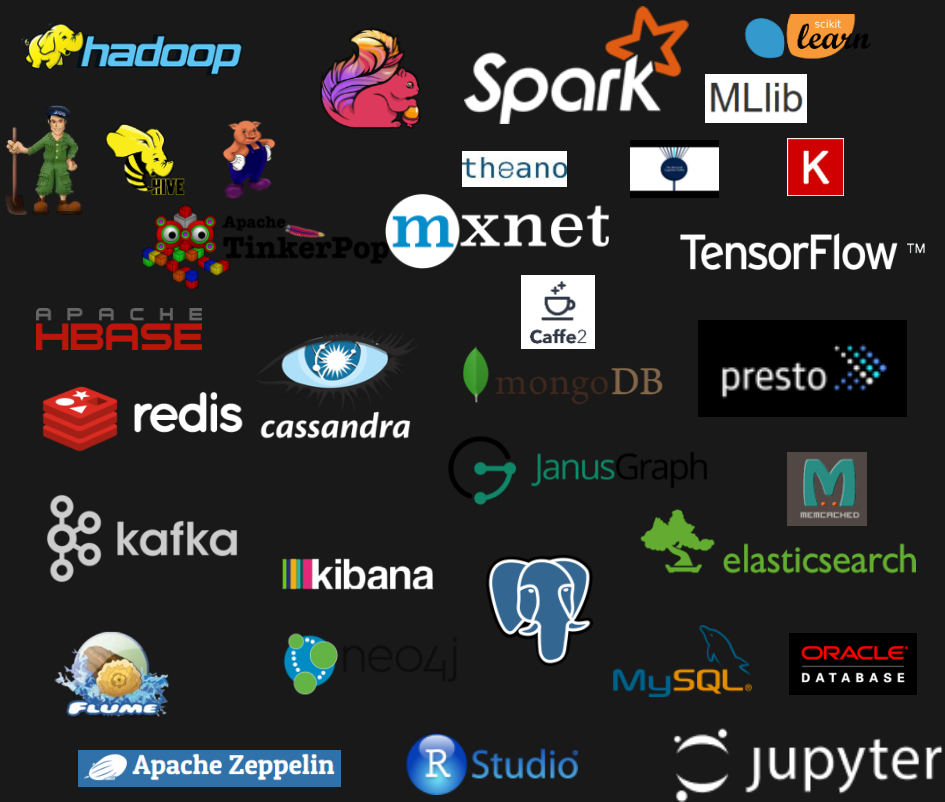 hadoop
Spark
scikit
learn
MLlib
theano
K
HIVE
Apache
TinkerPop
mxnet
TensorFlow ™
Caffe2
APACHE
HBASE
cassandra
mongoDB
presto
redis
JanusGraph
MEMCACHED
kafka
elasticsearch
kibana
neo4j
MySQL®
ORACLE®
DATABASE
FLUME
Apache Zeppelin
R Studio®
jupyter